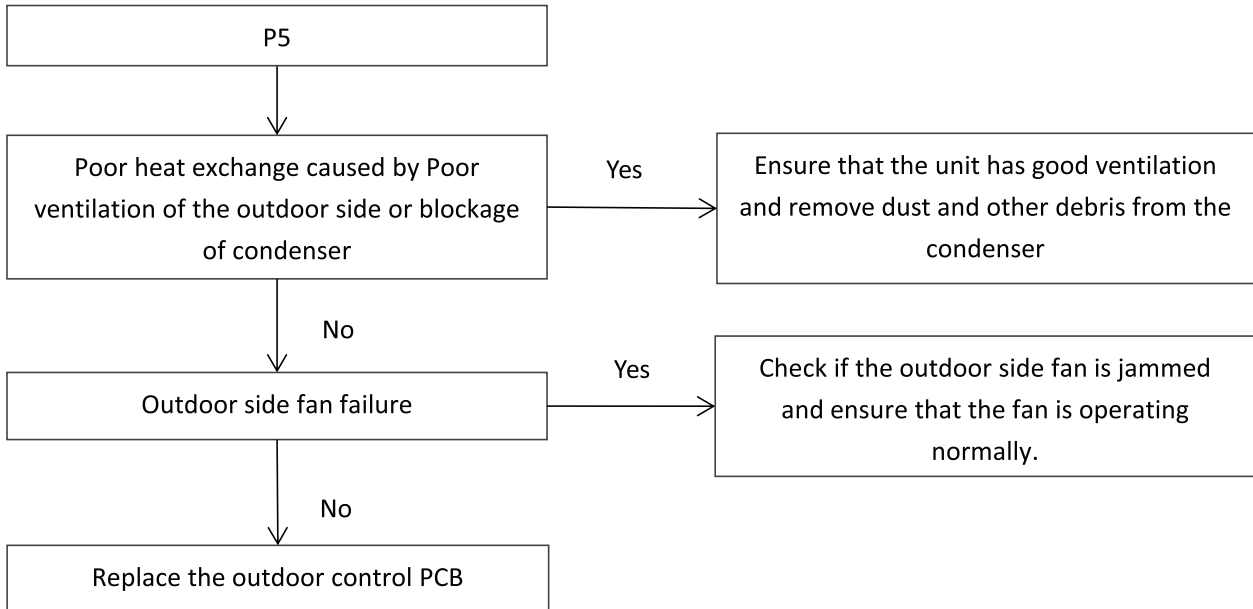 P5
Poor heat exchange caused by Poor
ventilation of the outdoor side or blockage
of condenser
Yes
Ensure that the unit has good ventilation
and remove dust and other debris from the
condenser
No
Outdoor side fan failure
Yes
Check if the outdoor side fan is jammed
and ensure that the fan is operating
normally.
No
Replace the outdoor control PCB